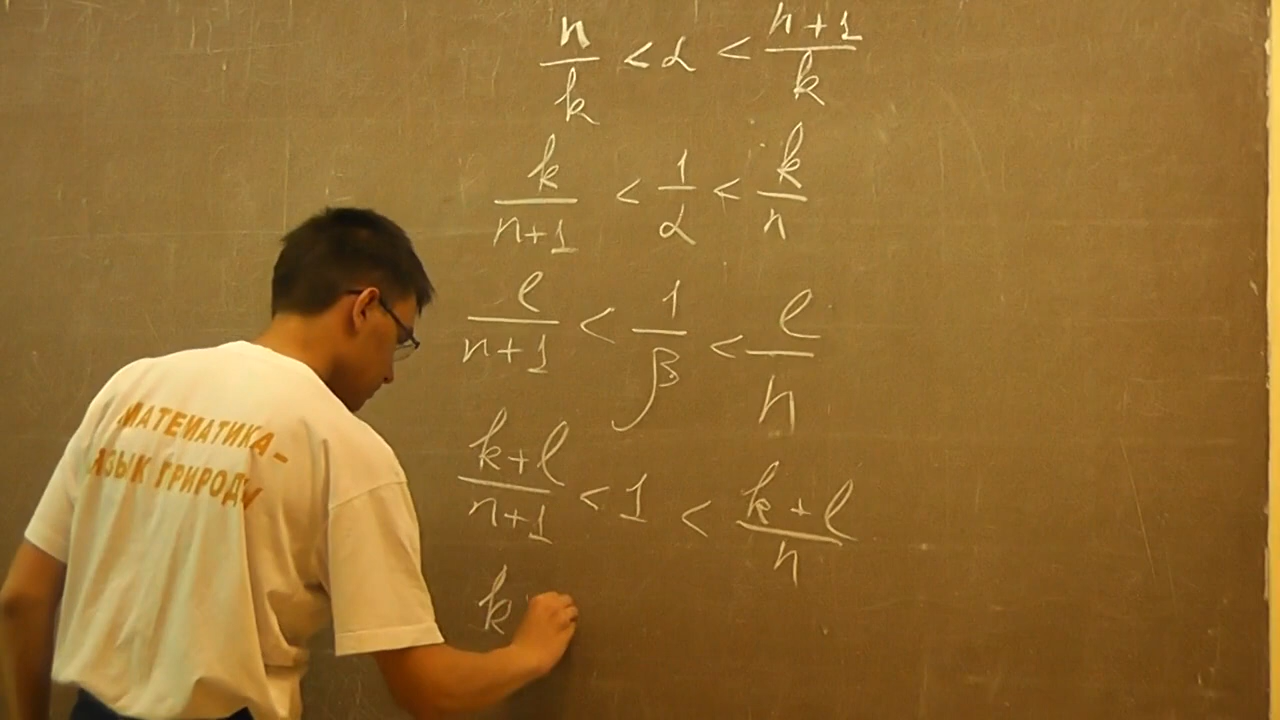 n/k < α < n+1/k
k/n+1 < 1/α < k/n
l/n+1 < 1/β < l/n
k+l/n+1 < 1 < k+l/n
k
МАТЕМАТИКА –
ЯЗЫК ПРИРОДЫ